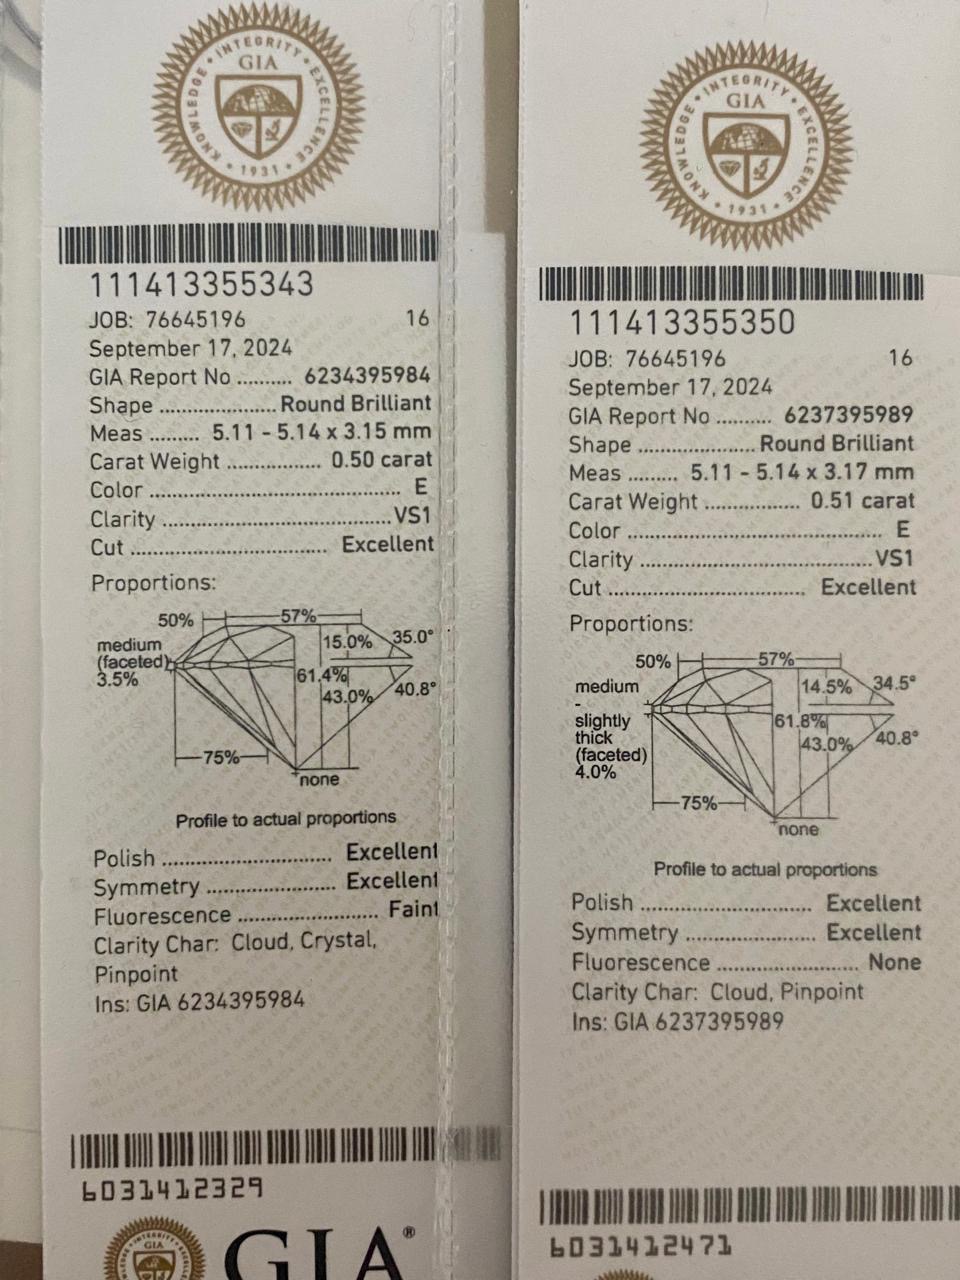 KNOWLEDGE • INTEGRITY • EXCELLENCE
GIA
• 1931 •
111413355343
JOB: 76645196 16
September 17, 2024
GIA Report No .......... 6234395984
Shape .................... Round Brilliant
Meas ......... 5.11 - 5.14 x 3.15 mm
Carat Weight ................ 0.50 carat
Color ........................................... E
Clarity ....................................... VS1
Cut ................................. Excellent
Proportions:
50% 57%
medium
(faceted)
3.5%
15.0% 35.0°
61.4%
43.0% 40.8°
75%
none
Profile to actual proportions
Polish ............................. Excellent
Symmetry ...................... Excellent
Fluorescence ........................ Faint
Clarity Char: Cloud, Crystal,
Pinpoint
Ins: GIA 6234395984
6031412329
GIA®
KNOWLEDGE • INTEGRITY • EXCELLENCE
GIA
• 1931 •
111413355350
JOB: 76645196 16
September 17, 2024
GIA Report No .......... 6237395989
Shape .................... Round Brilliant
Meas ......... 5.11 - 5.14 x 3.17 mm
Carat Weight ................ 0.51 carat
Color ........................................... E
Clarity ....................................... VS1
Cut ................................. Excellent
Proportions:
50% 57%
medium
-
slightly
thick
(faceted)
4.0%
14.5% 34.5°
61.8%
43.0% 40.8°
75%
none
Profile to actual proportions
Polish ............................. Excellent
Symmetry ...................... Excellent
Fluorescence ........................ None
Clarity Char: Cloud, Pinpoint
Ins: GIA 6237395989
6031412471